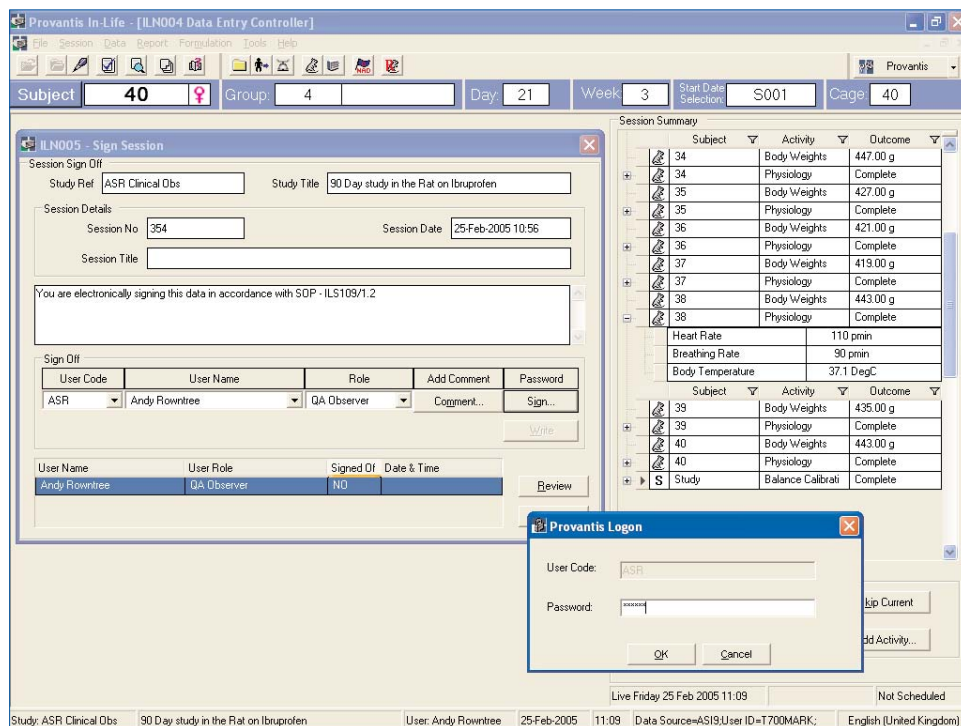 Provantis In-Life - [ILN004 Data Entry Controller]
File Session Data Report Formulation Tools Help
Provantis
Subject 40 ♀ Group: 4 Day: 21 Week: 3 Start Date Selection: S001 Cage: 40
ILN005 - Sign Session
Session Sign Off
Study Ref ASR Clinical Obs Study Title 90 Day study in the Rat on Ibruprofen
Session Details
Session No 354 Session Date 25-Feb-2005 10:56
Session Title
You are electronically signing this data in accordance with SOP - ILS109/1.2
Sign Off
User Code User Name Role Add Comment Password
ASR Andy Rowntree QA Observer Comment... Sign...
Write
User Name User Role Signed Of Date & Time
Andy Rowntree QA Observer NO
Review
Session Summary
Subject Activity Outcome
34 Body Weights 447.00 g
34 Physiology Complete
35 Body Weights 427.00 g
35 Physiology Complete
36 Body Weights 421.00 g
36 Physiology Complete
37 Body Weights 419.00 g
37 Physiology Complete
38 Body Weights 443.00 g
38 Physiology Complete
Heart Rate 110 pmin
Breathing Rate 90 pmin
Body Temperature 37.1 DegC
Subject Activity Outcome
39 Body Weights 435.00 g
39 Physiology Complete
40 Body Weights 443.00 g
40 Physiology Complete
S Study Balance Calibrati Complete
Provantis Logon
User Code: ASR
Password: ******
OK Cancel
kip Current
dd Activity...
Live Friday 25 Feb 2005 11:09 Not Scheduled
Study: ASR Clinical Obs 90 Day study in the Rat on Ibruprofen User: Andy Rowntree 25-Feb-2005 11:09 Data Source=ASI9;User ID=T700MARK; English (United Kingdom)